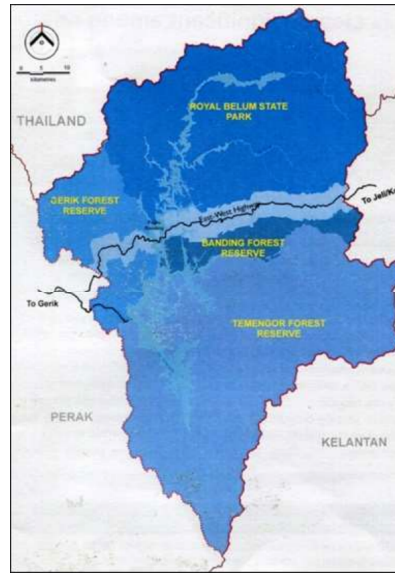 0 5 10
kilometres
ROYAL BELUM STATE
PARK
THAILAND
GERIK FOREST
RESERVE
East-West Highway
To Jeli/
BANDING FOREST
RESERVE
To Gerik
TEMENGOR FOREST
RESERVE
PERAK
KELANTAN